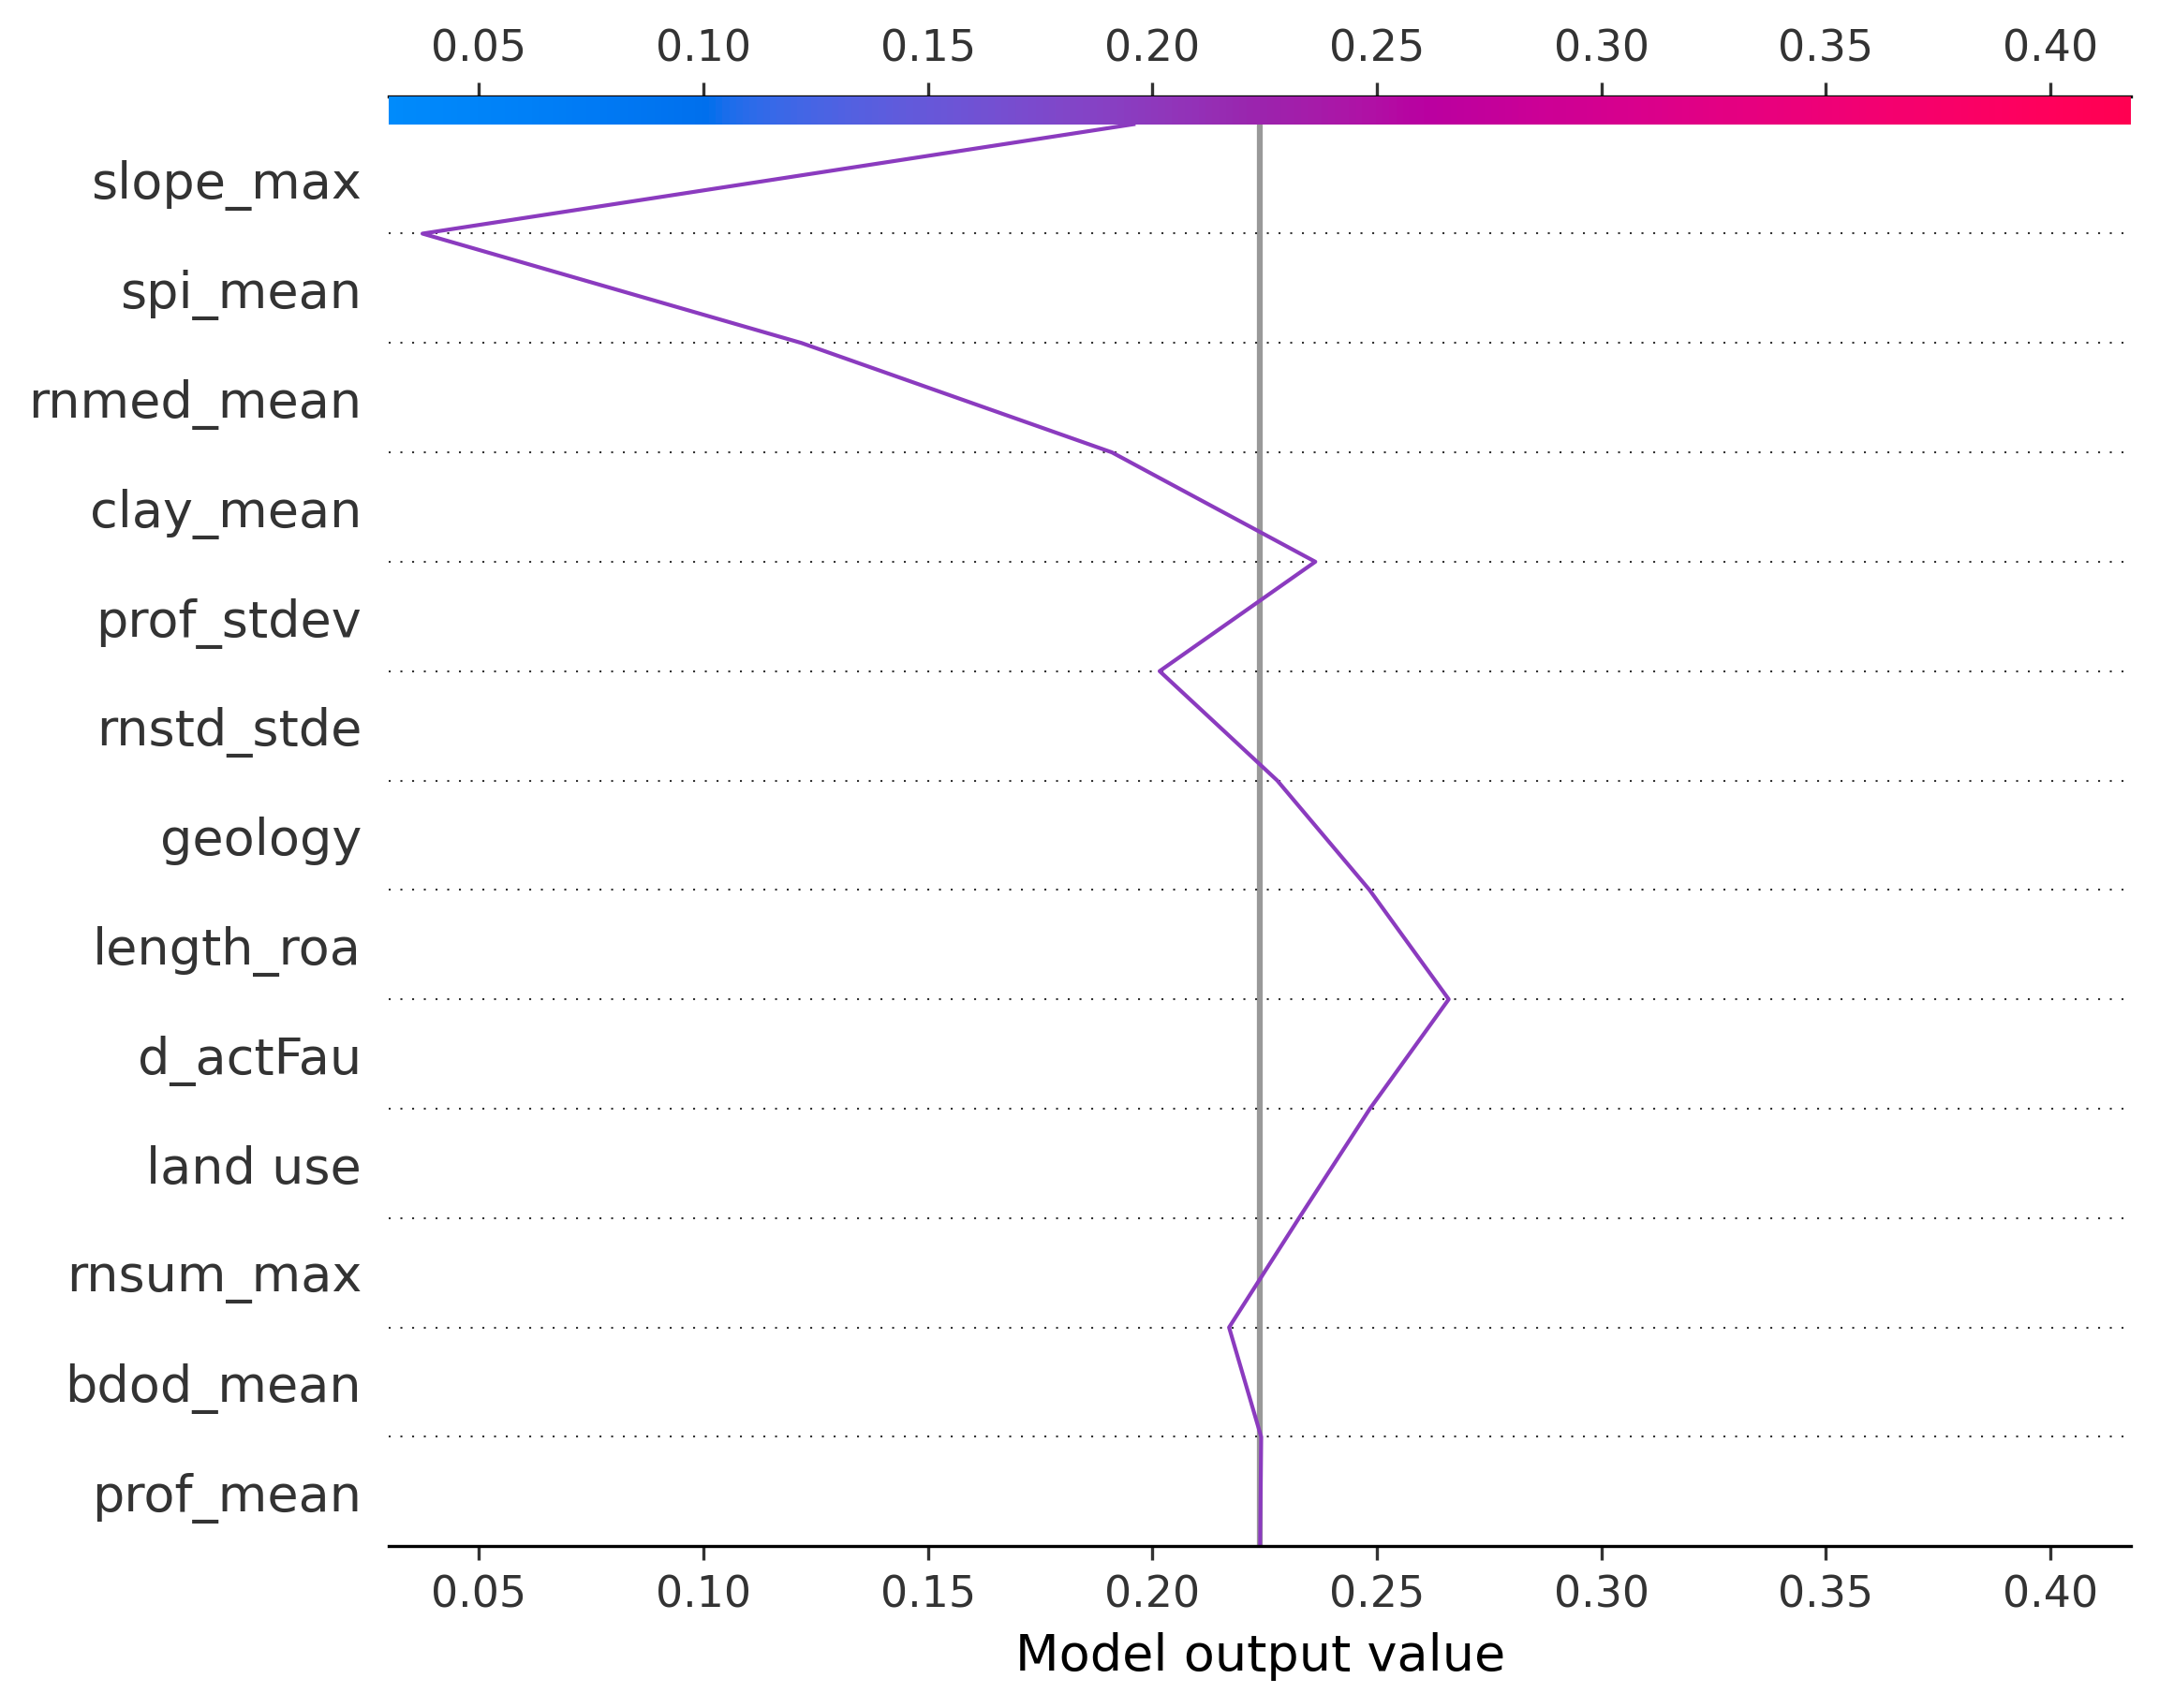 0.05 0.10 0.15 0.20 0.25 0.30 0.35 0.40
slope_max
spi_mean
rnmed_mean
clay_mean
prof_stdev
rnstd_stde
geology
length_roa
d_actFau
land use
rnsum_max
bdod_mean
prof_mean
0.05 0.10 0.15 0.20 0.25 0.30 0.35 0.40
Model output value